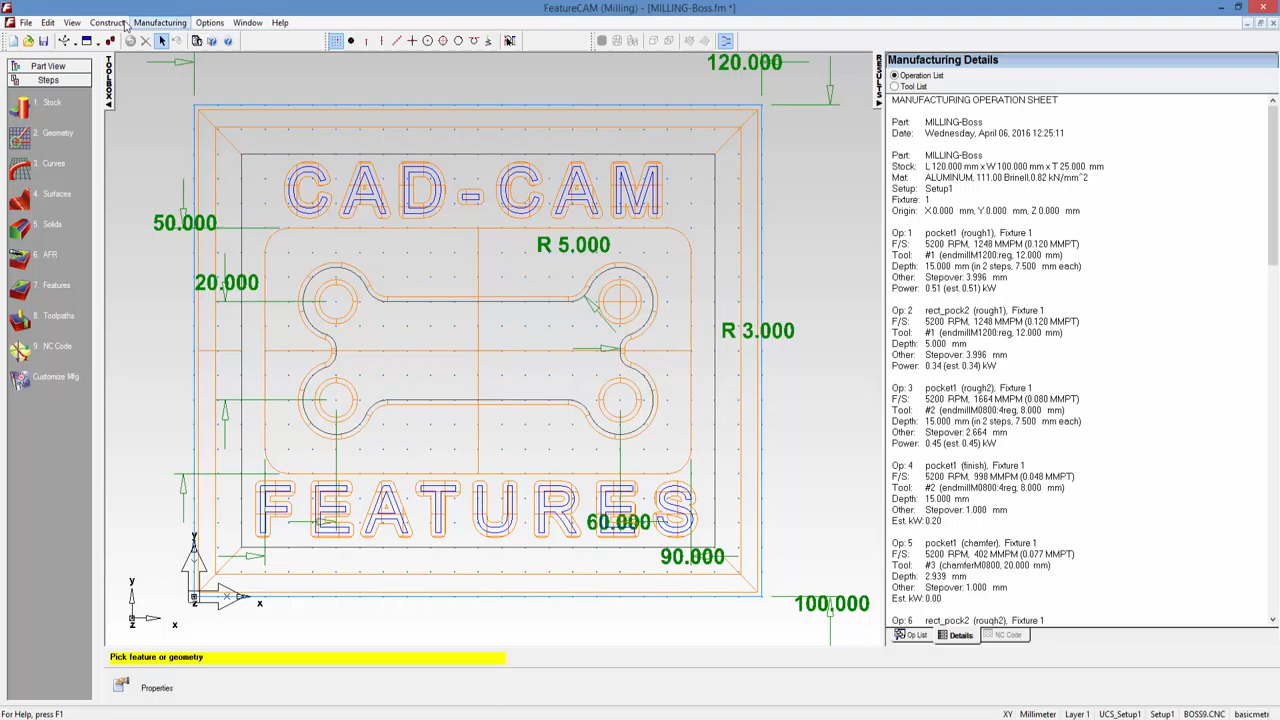 FeatureCAM (Milling) - [MILLING-Boss.fm *]
File Edit View Construct Manufacturing Options Window Help
Part View
Steps
1. Stock
2. Geometry
3. Curves
4. Surfaces
5. Solids
6. AFR
7. Features
8. Toolpaths
9. NC Code
Customize Mfg.
TOOLBOX
120.000
CAD-CAM
50.000
R 5.000
20.000
R 3.000
FEATURES
60.000
90.000
100.000
y
x
z
y
x
z
RESULTS
Manufacturing Details
Operation List
Tool List
MANUFACTURING OPERATION SHEET
Part: MILLING-Boss
Date: Wednesday, April 06, 2016 12:25:11
Part: MILLING-Boss
Stock: L 120.000 mm x W 100.000 mm x T 25.000 mm
Mat: ALUMINUM, 111.00 Brinell,0.82 kN/mm^2
Setup: Setup1
Fixture: 1
Origin: X 0.000 mm, Y 0.000 mm, Z 0.000 mm
Op: 1 pocket1 (rough1), Fixture 1
F/S: 5200 RPM, 1248 MMPM (0.120 MMPT)
Tool: #1 (endmillM1200:reg, 12.000 mm)
Depth: 15.000 mm (in 2 steps, 7.500 mm each)
Other: Stepover: 3.996 mm
Power: 0.51 (est. 0.51) kW
Op: 2 rect_pock2 (rough1), Fixture 1
F/S: 5200 RPM, 1248 MMPM (0.120 MMPT)
Tool: #1 (endmillM1200:reg, 12.000 mm)
Depth: 5.000 mm
Other: Stepover: 3.996 mm
Power: 0.34 (est. 0.34) kW
Op: 3 pocket1 (rough2), Fixture 1
F/S: 5200 RPM, 1664 MMPM (0.080 MMPT)
Tool: #2 (endmillM0800:4reg, 8.000 mm)
Depth: 15.000 mm (in 2 steps, 7.500 mm each)
Other: Stepover: 2.664 mm
Power: 0.45 (est. 0.45) kW
Op: 4 pocket1 (finish), Fixture 1
F/S: 5200 RPM, 998 MMPM (0.048 MMPT)
Tool: #2 (endmillM0800:4reg, 8.000 mm)
Depth: 15.000 mm
Other: Stepover: 1.000 mm
Est. kW: 0.20
Op: 5 pocket1 (chamfer), Fixture 1
F/S: 5200 RPM, 402 MMPM (0.077 MMPT)
Tool: #3 (chamferM0800, 20.000 mm)
Depth: 2.939 mm
Other: Stepover: 1.000 mm
Est. kW: 0.00
Op: 6 rect_pock2 (rough2), Fixture 1
Op List Details NC Code
Pick feature or geometry
Properties
For Help, press F1
XY Millimeter Layer 1 UCS_Setup1 Setup1 BOSS9.CNC basicmetri